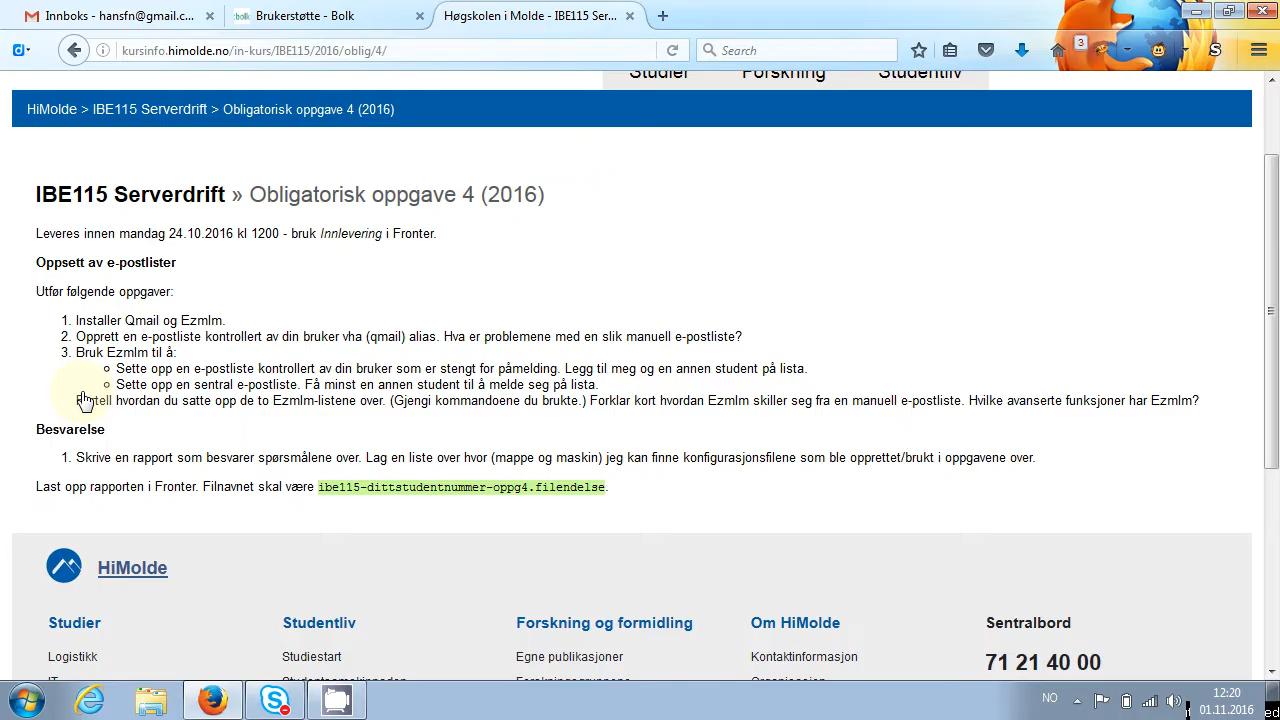 Innboks - hansfn@gmail.c...
:bolk Brukerstøtte - Bolk
Høgskolen i Molde - IBE115 Ser...
kursinfo.himolde.no/in-kurs/IBE115/2016/oblig/4/
Search
3
S
Studier Forskning Studentliv
HiMolde > IBE115 Serverdrift > Obligatorisk oppgave 4 (2016)
IBE115 Serverdrift » Obligatorisk oppgave 4 (2016)
Leveres innen mandag 24.10.2016 kl 1200 - bruk Innlevering i Fronter.
Oppsett av e-postlister
Utfør følgende oppgaver:
1. Installer Qmail og Ezmlm.
2. Opprett en e-postliste kontrollert av din bruker vha (qmail) alias. Hva er problemene med en slik manuell e-postliste?
3. Bruk Ezmlm til å:
Sette opp en e-postliste kontrollert av din bruker som er stengt for påmelding. Legg til meg og en annen student på lista.
Sette opp en sentral e-postliste. Få minst en annen student til å melde seg på lista.
Fortell hvordan du satte opp de to Ezmlm-listene over. (Gjengi kommandoene du brukte.) Forklar kort hvordan Ezmlm skiller seg fra en manuell e-postliste. Hvilke avanserte funksjoner har Ezmlm?
Besvarelse
1. Skrive en rapport som besvarer spørsmålene over. Lag en liste over hvor (mappe og maskin) jeg kan finne konfigurasjonsfilene som ble opprettet/brukt i oppgavene over.
Last opp rapporten i Fronter. Filnavnet skal være ibe115-dittstudentnummer-oppg4.filendelse.
HiMolde
Studier Studentliv Forskning og formidling Om HiMolde Sentralbord
Logistikk Studiestart Egne publikasjoner Kontaktinformasjon 71 21 40 00
NO
12:20
01.11.2016